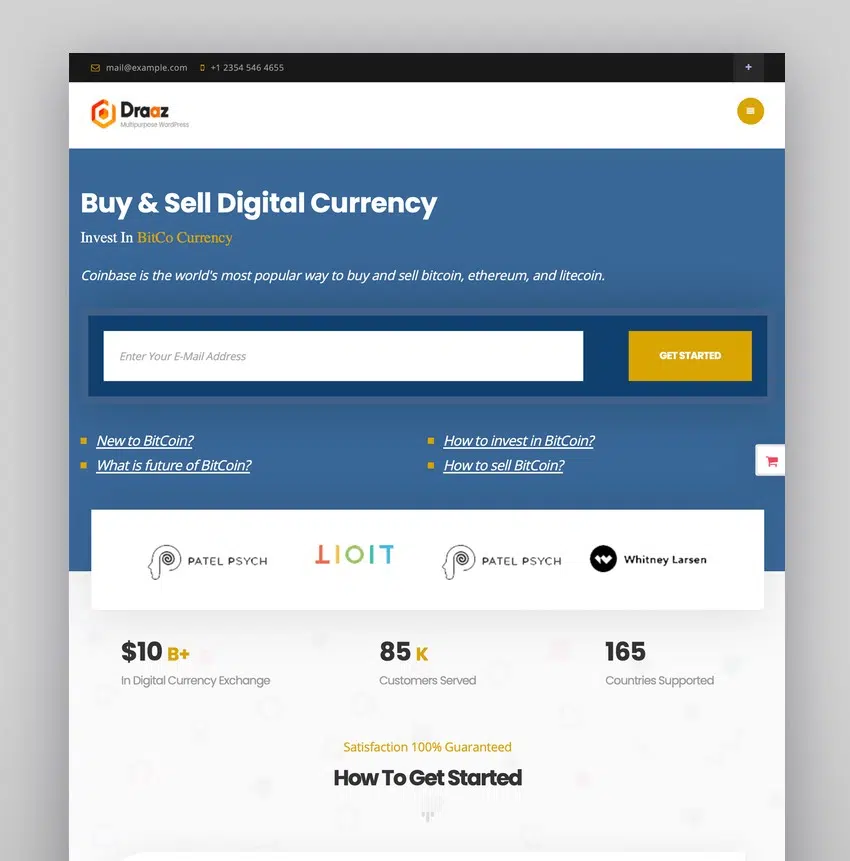 mail@example.com +1 2354 546 4655 +
Draaz
Multipurpose WordPress
Buy & Sell Digital Currency
Invest In BitCo Currency
Coinbase is the world's most popular way to buy and sell bitcoin, ethereum, and litecoin.
Enter Your E-Mail Address GET STARTED
New to BitCoin? How to invest in BitCoin?
What is future of BitCoin? How to sell BitCoin?
PATEL PSYCH TIOIT PATEL PSYCH Whitney Larsen
$10 B+ 85 K 165
In Digital Currency Exchange Customers Served Countries Supported
Satisfaction 100% Guaranteed
How To Get Started